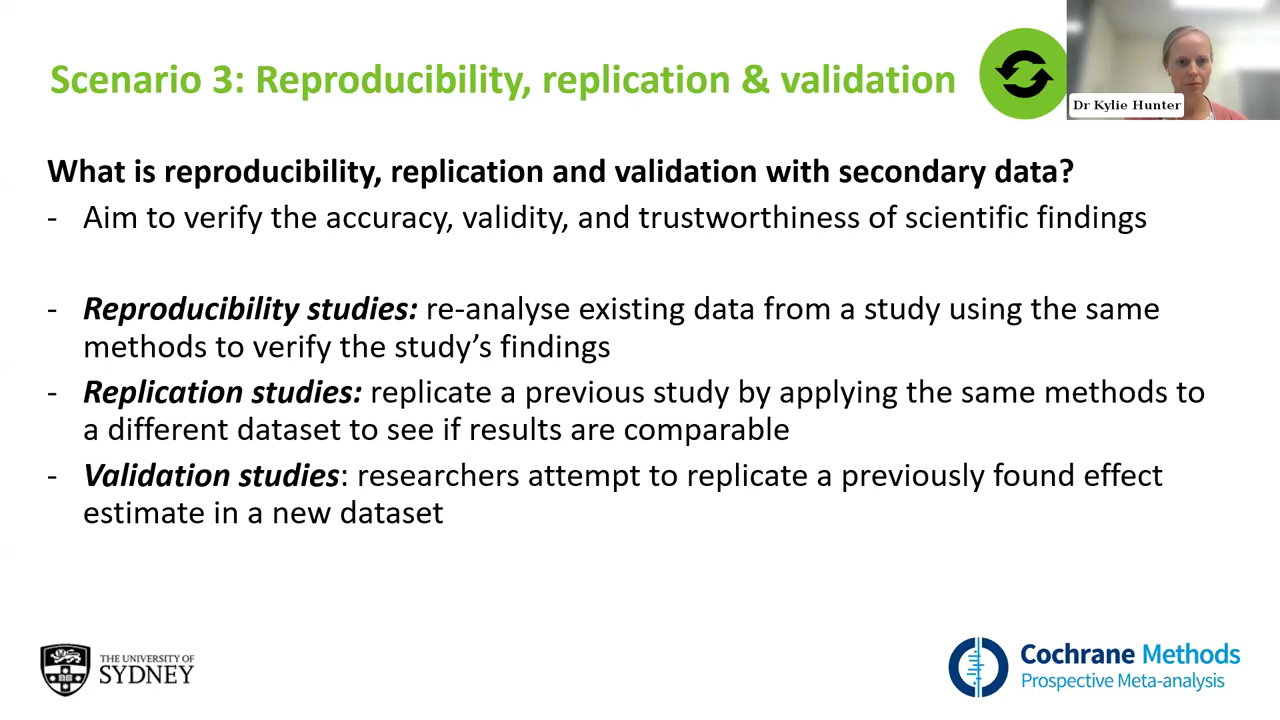 Scenario 3: Reproducibility, replication & validation
Dr Kylie Hunter
What is reproducibility, replication and validation with secondary data?
- Aim to verify the accuracy, validity, and trustworthiness of scientific findings
- Reproducibility studies: re-analyse existing data from a study using the same
methods to verify the study’s findings
- Replication studies: replicate a previous study by applying the same methods to
a different dataset to see if results are comparable
- Validation studies: researchers attempt to replicate a previously found effect
estimate in a new dataset
THE UNIVERSITY OF
SYDNEY
Cochrane Methods
Prospective Meta-analysis